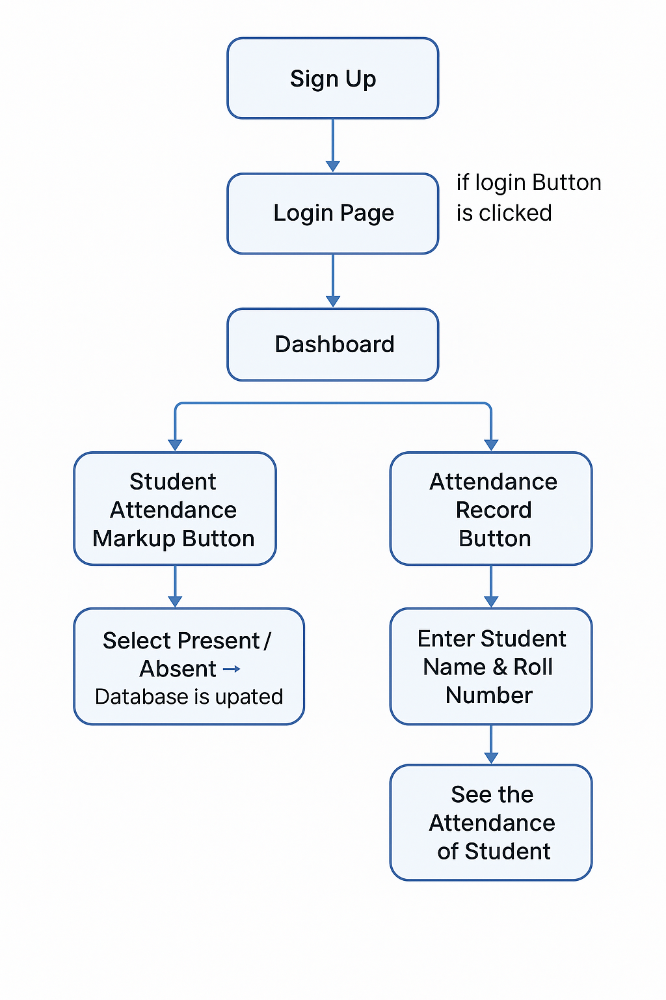 Sign Up
Login Page
if login Button
is clicked
Dashboard
Student
Attendance
Markup Button
Attendance
Record
Button
Select Present /
Absent →
Database is upated
Enter Student
Name & Roll
Number
See the
Attendance
of Student